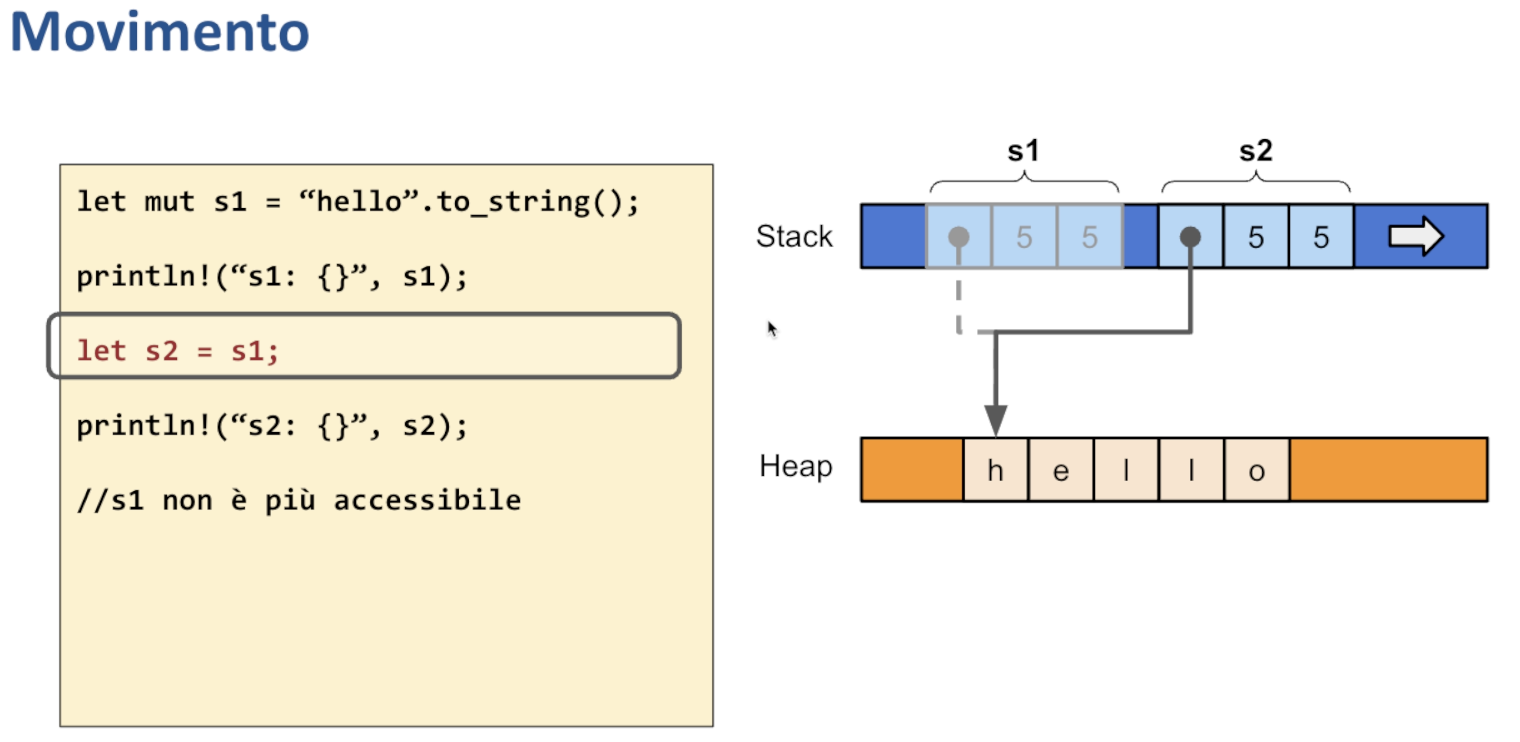 Movimento
let mut s1 = “hello”.to_string();
println!(“s1: {}”, s1);
let s2 = s1;
println!(“s2: {}”, s2);
//s1 non è più accessibile
s1 s2
Stack 5 5 5 5
Heap h e l l o